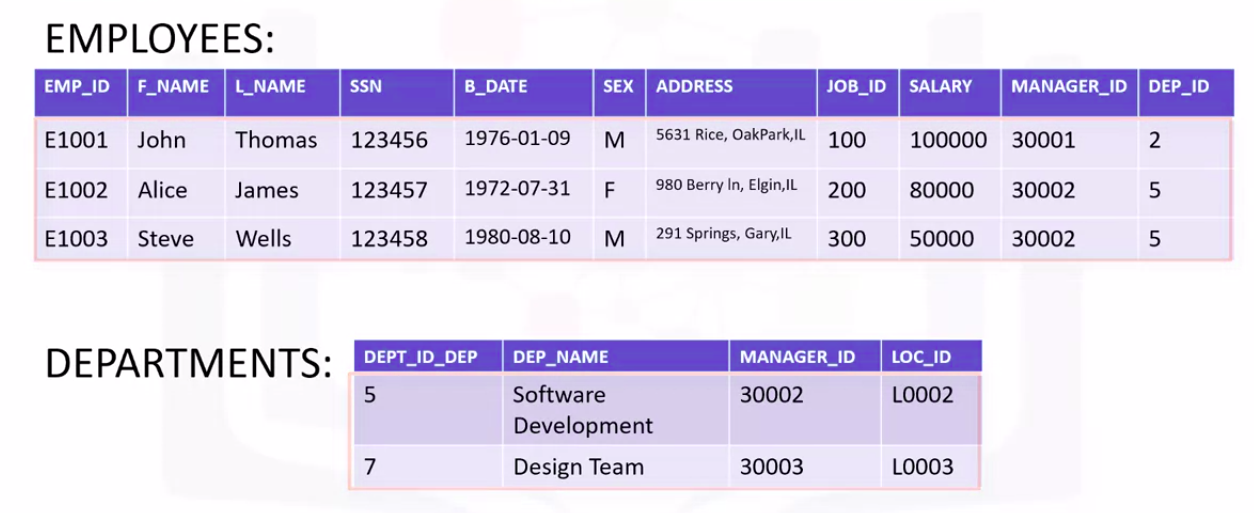 EMPLOYEES:
EMP_ID F_NAME L_NAME SSN B_DATE SEX ADDRESS JOB_ID SALARY MANAGER_ID DEP_ID
E1001 John Thomas 123456 1976-01-09 M 5631 Rice, OakPark,IL 100 100000 30001 2
E1002 Alice James 123457 1972-07-31 F 980 Berry ln, Elgin,IL 200 80000 30002 5
E1003 Steve Wells 123458 1980-08-10 M 291 Springs, Gary,IL 300 50000 30002 5
DEPARTMENTS:
DEPT_ID_DEP DEP_NAME MANAGER_ID LOC_ID
5 Software 30002 L0002
Development
7 Design Team 30003 L0003